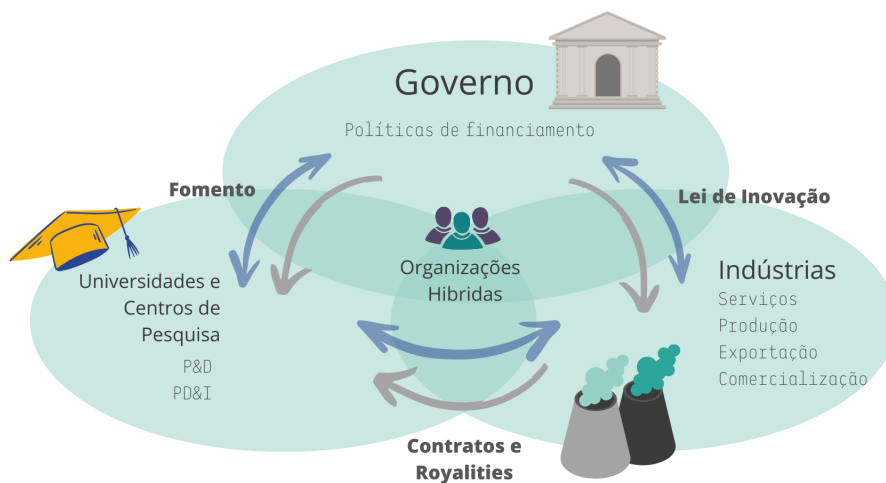 Governo
Políticas de financiamento
Fomento
Lei de Inovação
Universidades e
Centros de
Pesquisa
P&D
PD&I
Organizações
Hibridas
Indústrias
Serviços
Produção
Exportação
Comercialização
Contratos e
Royalities